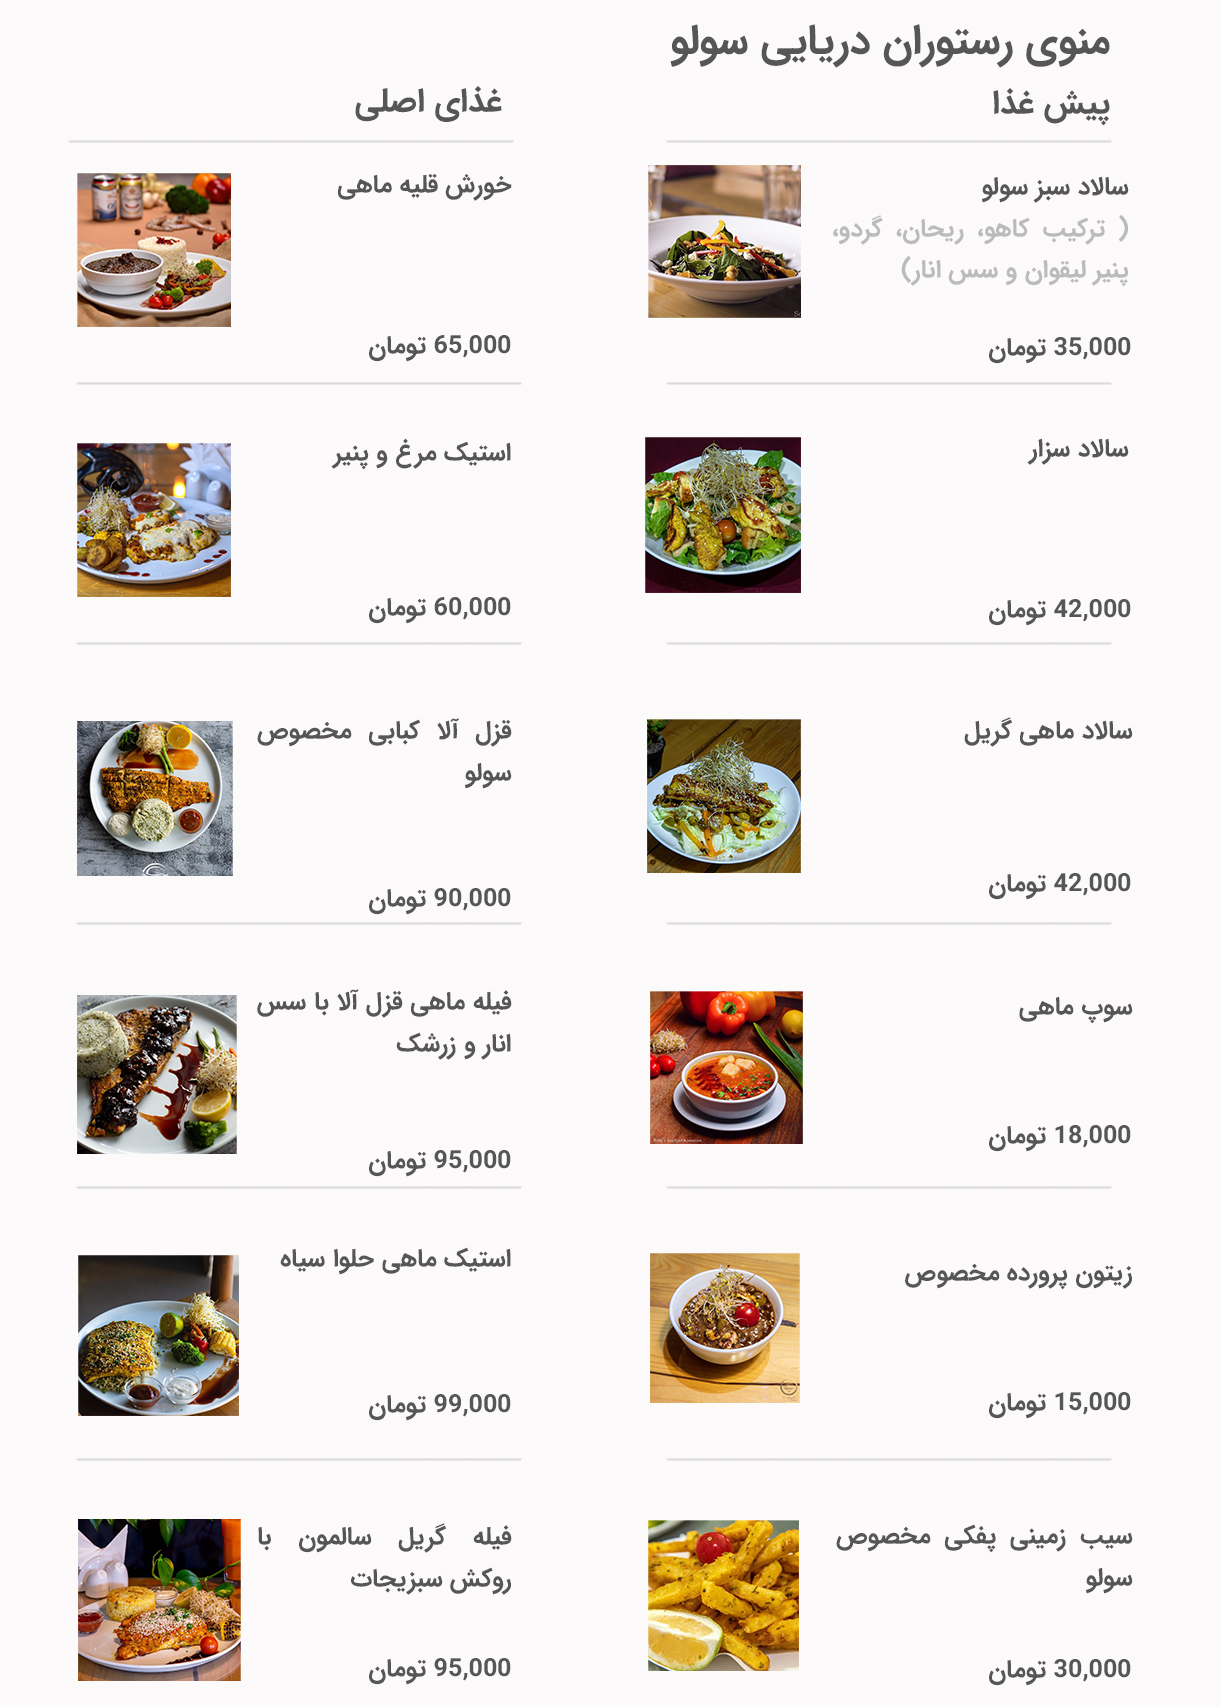 منوی رستوران دریایی سولو
پیش غذا
سالاد سبز سولو
( ترکیب کاهو، ریحان، گردو،
پنیر لیقوان و سس انار)
35,000 تومان
سالاد سزار
42,000 تومان
سالاد ماهی گریل
42,000 تومان
سوپ ماهی
18,000 تومان
زیتون پرورده مخصوص
15,000 تومان
سیب زمینی پفکی مخصوص
سولو
30,000 تومان
غذای اصلی
خورش قلیه ماهی
65,000 تومان
استیک مرغ و پنیر
60,000 تومان
قزل آلا کبابی مخصوص
سولو
90,000 تومان
فیله ماهی قزل آلا با سس
انار و زرشک
95,000 تومان
استیک ماهی حلوا سیاه
99,000 تومان
فیله گریل سالمون با
روکش سبزیجات
95,000 تومان